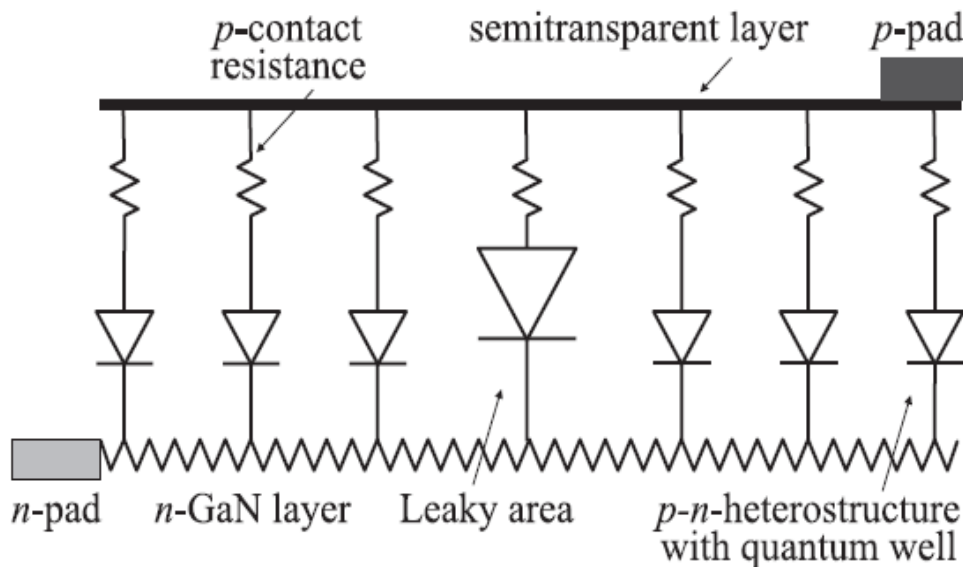 p-contact
resistance
semitransparent layer
p-pad
n-pad
n-GaN layer
Leaky area
p-n-heterostructure
with quantum well